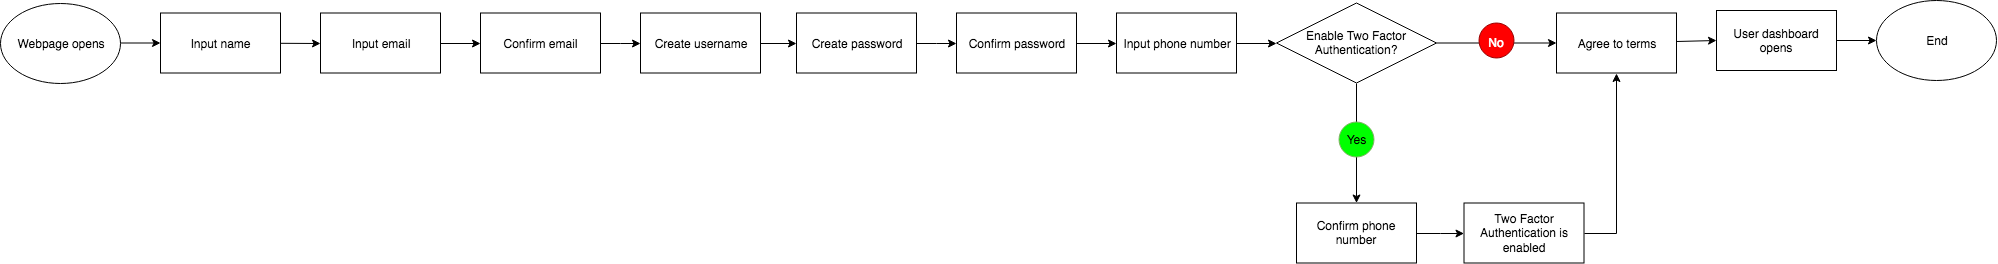 Webpage opens
Input name
Input email
Confirm email
Create username
Create password
Confirm password
Input phone number
Enable Two Factor
Authentication?
No
Agree to terms
User dashboard
opens
End
Yes
Confirm phone
number
Two Factor
Authentication is
enabled